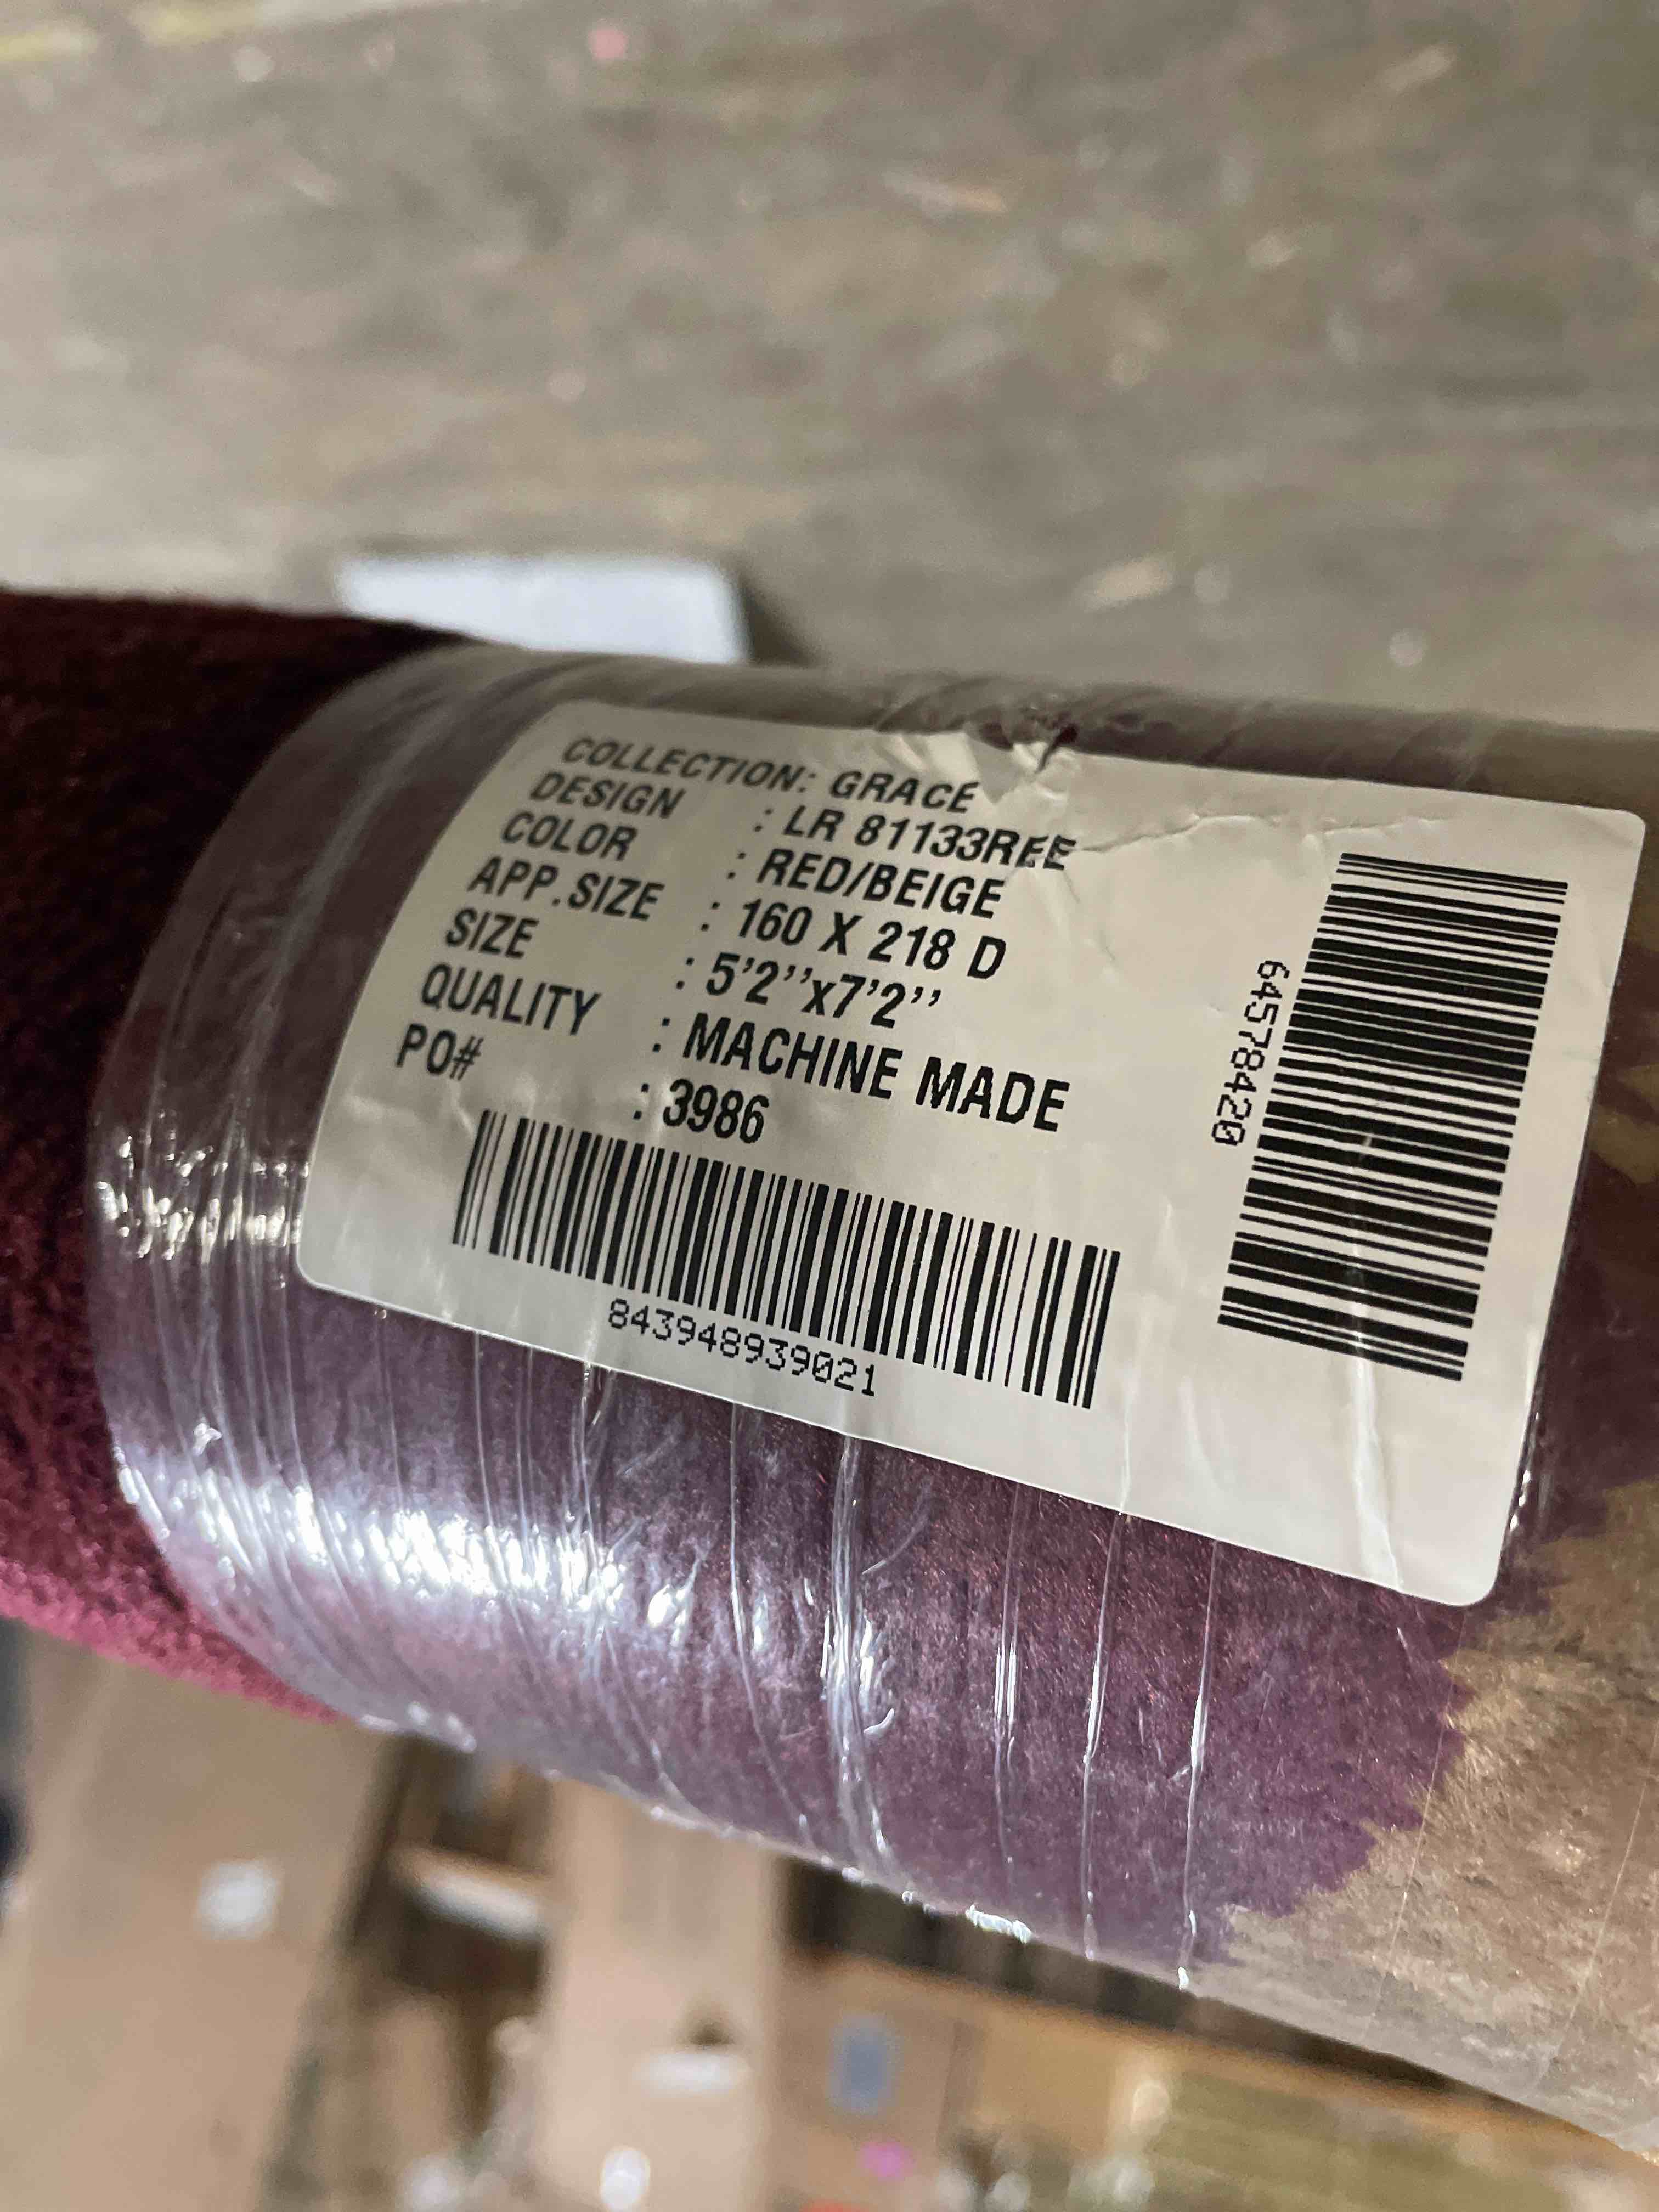 COLLECTION: GRACE
DESIGN : LR 81133REE
COLOR : RED/BEIGE
APP.SIZE : 160 X 218 D
SIZE : 5'2''x7'2''
QUALITY : MACHINE MADE
PO# : 3986
843948939021
64578420